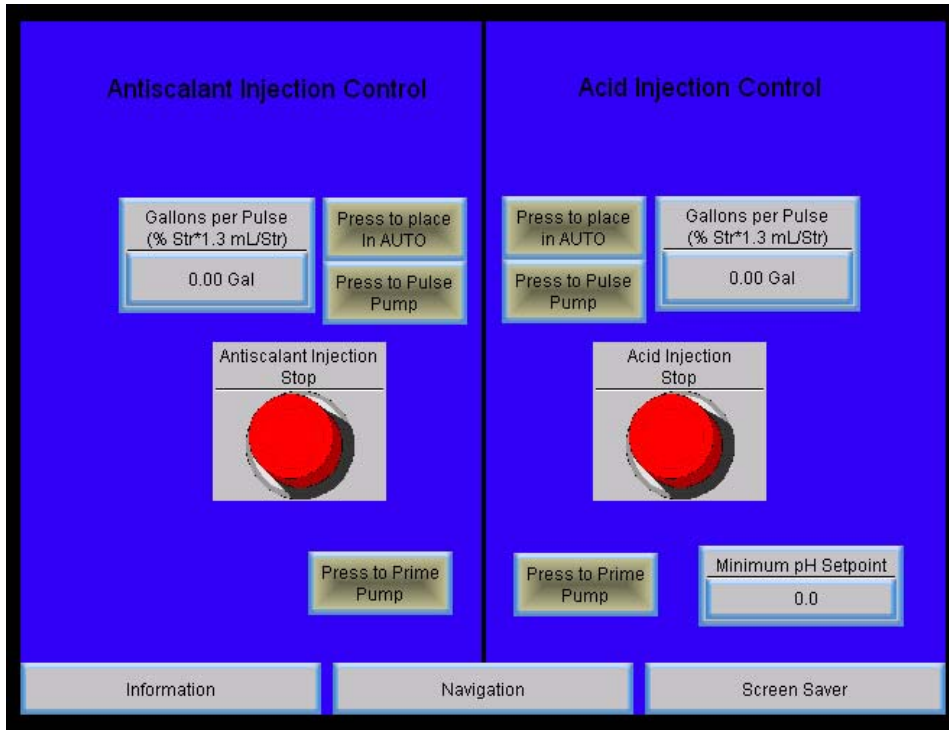 Antiscalant Injection Control
Gallons per Pulse
(% Str*1.3 mL/Str)
0.00 Gal
Press to place
In AUTO
Press to Pulse
Pump
Antiscalant Injection
Stop
Press to Prime
Pump
Acid Injection Control
Press to place
in AUTO
Press to Pulse
Pump
Gallons per Pulse
(% Str*1.3 mL/Str)
0.00 Gal
Acid Injection
Stop
Press to Prime
Pump
Minimum pH Setpoint
0.0
Information
Navigation
Screen Saver